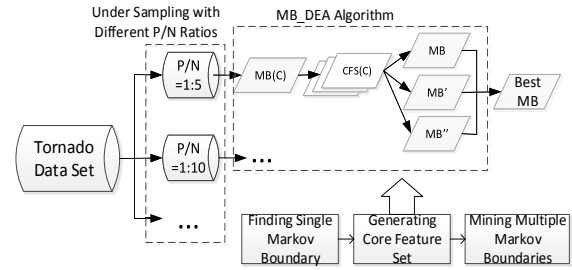 Under Sampling with
Different P/N Ratios
MB_DEA Algorithm
P/N
=1:5
MB(C)
CFS(C)
MB
MB'
MB''
Best
MB
Tornado
Data Set
P/N
=1:10
...
...
Finding Single
Markov
Boundary
Generating
Core Feature
Set
Mining Multiple
Markov
Boundaries